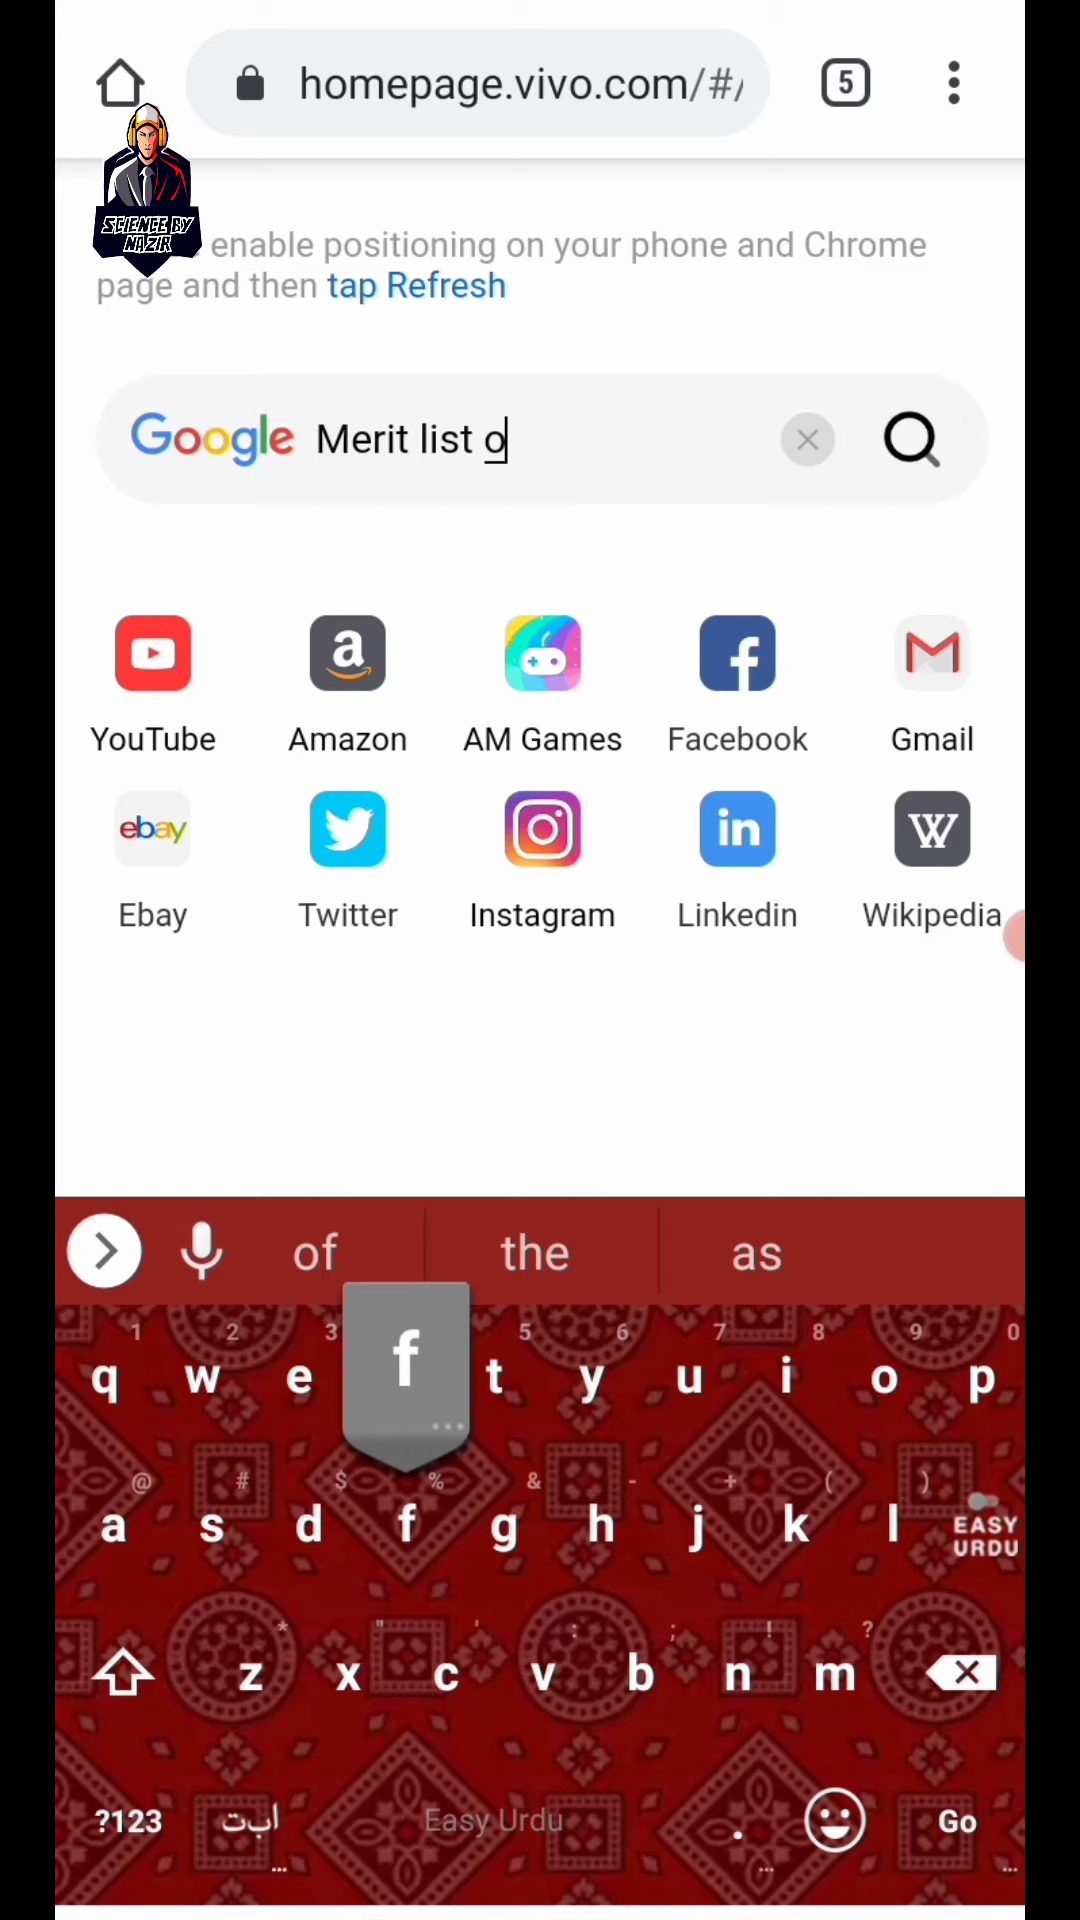 homepage.vivo.com/#/
5
SCIENCE BY
NAZIR
enable positioning on your phone and Chrome
page and then tap Refresh
Google Merit list o
YouTube Amazon AM Games Facebook Gmail
ebay in W
Ebay Twitter Instagram Linkedin Wikipedia
of the as
1 2 3 5 6 7 8 9 0
q w e f t y u i o p
@ # $ % & - + ( )
a s d f g h j k l EASY
URDU
* " ' : ; ! ?
z x c v b n m
?123 ا ب ت Easy Urdu . Go